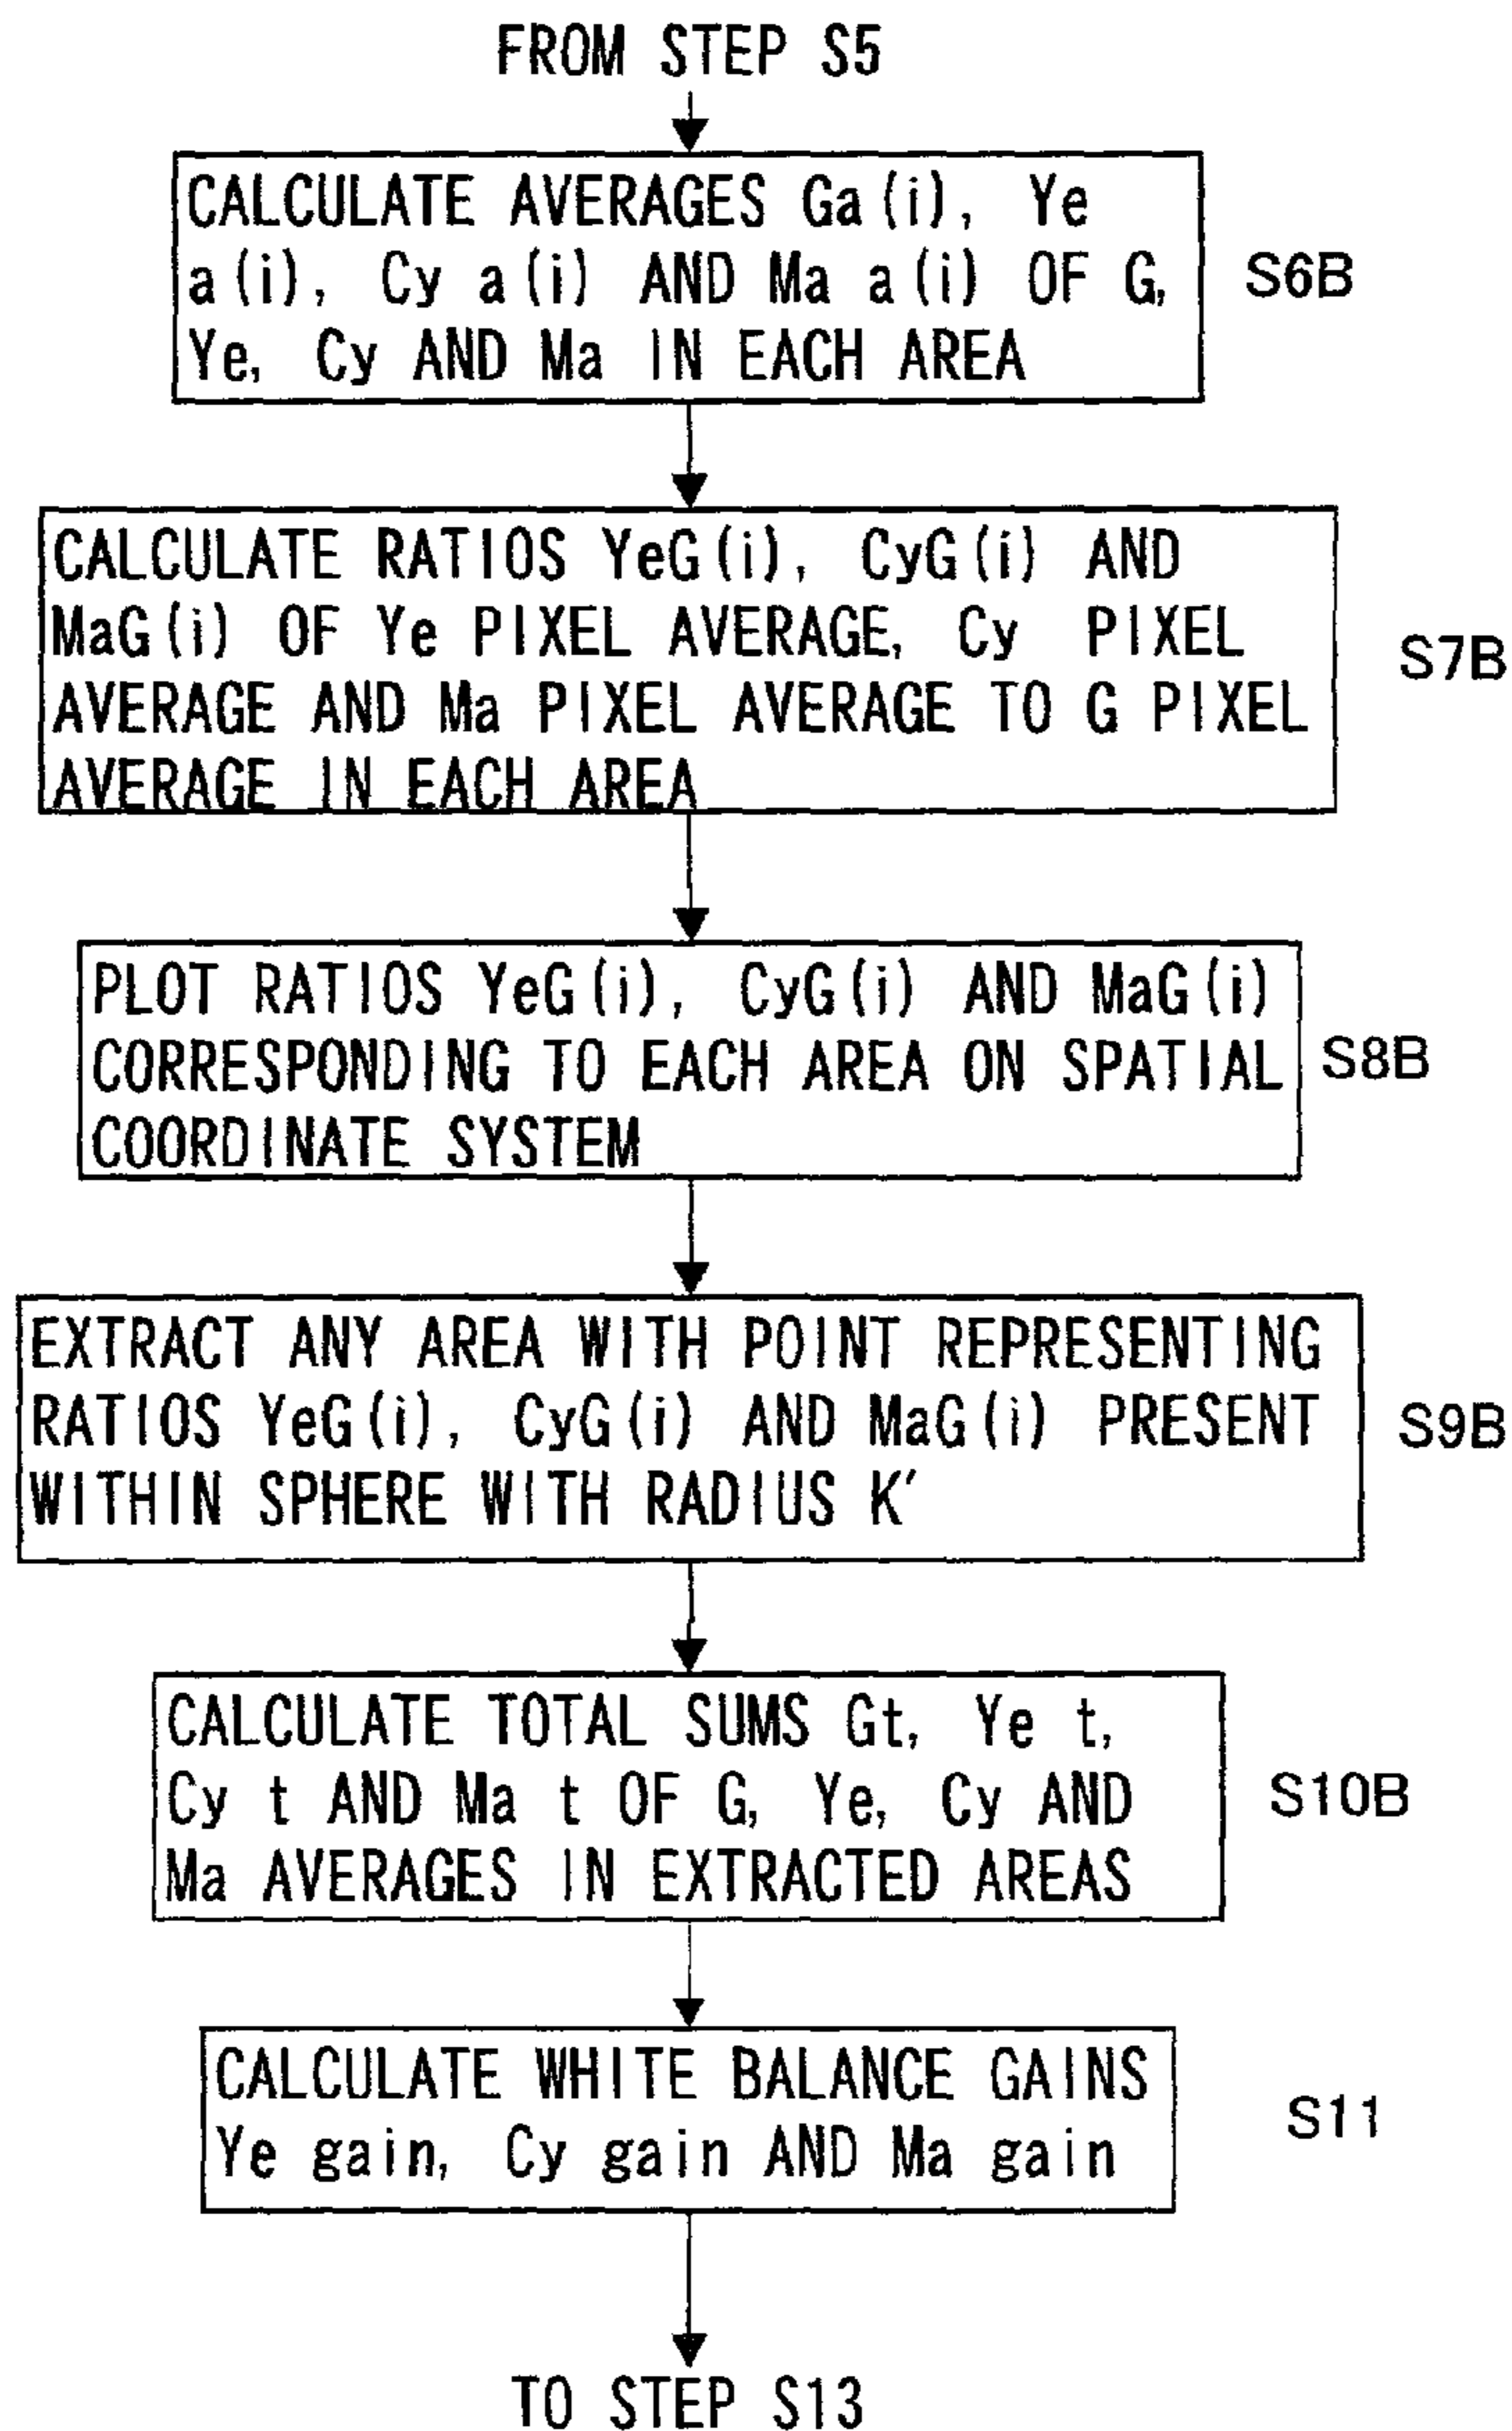 FROM STEP S5
CALCULATE AVERAGES Ga(i), Ye
a(i), Cy a(i) AND Ma a(i) OF G,
Ye, Cy AND Ma IN EACH AREA
S6B
CALCULATE RATIOS YeG(i), CyG(i) AND
MaG(i) OF Ye PIXEL AVERAGE, Cy PIXEL
AVERAGE AND Ma PIXEL AVERAGE TO G PIXEL
AVERAGE IN EACH AREA
S7B
PLOT RATIOS YeG(i), CyG(i) AND MaG(i)
CORRESPONDING TO EACH AREA ON SPATIAL
COORDINATE SYSTEM
S8B
EXTRACT ANY AREA WITH POINT REPRESENTING
RATIOS YeG(i), CyG(i) AND MaG(i) PRESENT
WITHIN SPHERE WITH RADIUS K′
S9B
CALCULATE TOTAL SUMS Gt, Ye t,
Cy t AND Ma t OF G, Ye, Cy AND
Ma AVERAGES IN EXTRACTED AREAS
S10B
CALCULATE WHITE BALANCE GAINS
Ye gain, Cy gain AND Ma gain
S11
TO STEP S13